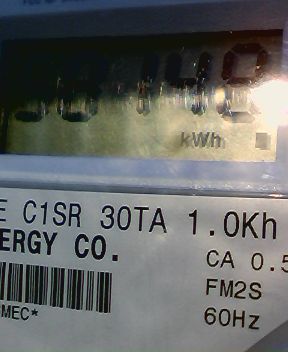 kWh
E C1SR 30TA 1.0Kh
ERGY CO.
CA 0.5
FM2S
MEC*
60Hz